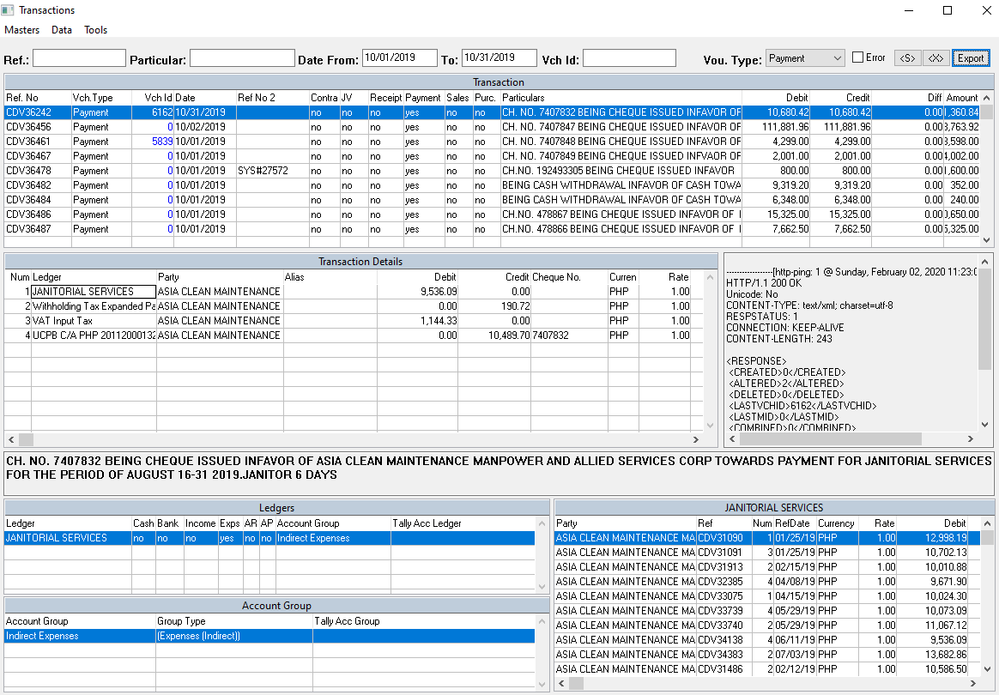 Transactions
Masters Data Tools
Ref.: Particular: Date From: 10/01/2019 To: 10/31/2019 Vch Id: Vou. Type: Payment Error <S> <X> Export
Transaction
Ref. No Vch.Type Vch Id Date Ref No 2 Contra JV Receipt Payment Sales Purc. Particulars Debit Credit Diff Amount
CDV36242 Payment 6162 10/31/2019 no no no yes no no CH. NO. 7407832 BEING CHEQUE ISSUED INFAVOR OF 10,680.42 10,680.42 0.00 ,360.84
CDV36456 Payment 0 10/02/2019 no no no yes no no CH. NO. 7407847 BEING CHEQUE ISSUED INFAVOR OF 111,881.96 111,881.96 0.00 3,763.92
CDV36461 Payment 5839 10/01/2019 no no no yes no no CH. NO. 7407848 BEING CHEQUE ISSUED INFAVOR OF 4,299.00 4,299.00 0.00 3,598.00
CDV36467 Payment 0 10/01/2019 no no no yes no no CH. NO. 7407849 BEING CHEQUE ISSUED INFVAOR OF 2,001.00 2,001.00 0.00 4,002.00
CDV36478 Payment 0 10/01/2019 SYS#27572 no no no yes no no CH.NO. 192493305 BEING CHEQUE ISSUED INFAVOR 800.00 800.00 0.00 ,600.00
CDV36482 Payment 0 10/01/2019 no no no yes no no BEING CASH WITHDRAWAL INFAVOR OF CASH TOWA 9,319.20 9,319.20 0.00 352.00
CDV36484 Payment 0 10/01/2019 no no no yes no no BEING CASH WITHDRAWAL INFAVOR OF CASH TOWA 6,348.00 6,348.00 0.00 240.00
CDV36486 Payment 0 10/01/2019 no no no yes no no CH.NO. 478867 BEING CHEQUE ISSUED INFAVOR OF 15,325.00 15,325.00 0.00 0,650.00
CDV36487 Payment 0 10/01/2019 no no no yes no no CH.NO. 478866 BEING CHEQUE ISSUED INFAVOR OF 7,662.50 7,662.50 0.00 5,325.00
Transaction Details
Num Ledger Party Alias Debit Credit Cheque No. Curren Rate
1 JANITORIAL SERVICES ASIA CLEAN MAINTENANCE 9,536.09 0.00 PHP 1.00
2 Withholding Tax Expanded Pa ASIA CLEAN MAINTENANCE 0.00 190.72 PHP 1.00
3 VAT Input Tax ASIA CLEAN MAINTENANCE 1,144.33 0.00 PHP 1.00
4 UCPB C/A PHP 20112000132 ASIA CLEAN MAINTENANCE 0.00 10,489.70 7407832 PHP 1.00
------------------[http-ping: 1 @ Sunday, February 02, 2020 11:23:0
HTTP/1.1 200 OK
Unicode: No
CONTENT-TYPE: text/xml; charset=utf-8
RESPSTATUS: 1
CONNECTION: KEEP-ALIVE
CONTENT-LENGTH: 243
<RESPONSE>
<CREATED>0</CREATED>
<ALTERED>2</ALTERED>
<DELETED>0</DELETED>
<LASTVCHID>6162</LASTVCHID>
<LASTMID>0</LASTMID>
<COMBINED>0</COMBINED>
CH. NO. 7407832 BEING CHEQUE ISSUED INFAVOR OF ASIA CLEAN MAINTENANCE MANPOWER AND ALLIED SERVICES CORP TOWARDS PAYMENT FOR JANITORIAL SERVICES
FOR THE PERIOD OF AUGUST 16-31 2019.JANITOR 6 DAYS
Ledgers
Ledger Cash Bank Income Exps AR AP Account Group Tally Acc Ledger
JANITORIAL SERVICES no no no yes no no Indirect Expenses
Account Group
Account Group Group Type Tally Acc Group
Indirect Expenses (Expenses (Indirect))
JANITORIAL SERVICES
Party Ref Num RefDate Currency Rate Debit
ASIA CLEAN MAINTENANCE MA CDV31090 1 01/25/19 PHP 1.00 12,998.19
ASIA CLEAN MAINTENANCE MA CDV31091 3 01/25/19 PHP 1.00 10,702.13
ASIA CLEAN MAINTENANCE MA CDV31913 2 02/15/19 PHP 1.00 10,010.88
ASIA CLEAN MAINTENANCE MA CDV32385 4 04/08/19 PHP 1.00 9,671.90
ASIA CLEAN MAINTENANCE MA CDV33075 1 04/15/19 PHP 1.00 10,024.30
ASIA CLEAN MAINTENANCE MA CDV33739 4 05/29/19 PHP 1.00 10,073.09
ASIA CLEAN MAINTENANCE MA CDV33740 2 05/29/19 PHP 1.00 11,067.12
ASIA CLEAN MAINTENANCE MA CDV34138 4 06/11/19 PHP 1.00 9,536.09
ASIA CLEAN MAINTENANCE MA CDV34383 2 07/03/19 PHP 1.00 13,682.86
ASIA CLEAN MAINTENANCE MA CDV31486 2 02/12/19 PHP 1.00 10,586.50